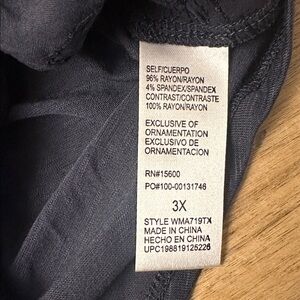 SELF/CUERPO
96% RAYON/RAYON
4% SPANDEX/SPANDEX
CONTRAST/CONTRASTE
100% RAYON/RAYON
EXCLUSIVE OF
ORNAMENTATION
EXCLUSIVO DE
ORNAMENTACION
RN#15600
PO#100-00131746
3X
STYLE WMA719TX
MADE IN CHINA
HECHO EN CHINA
UPC198819125226